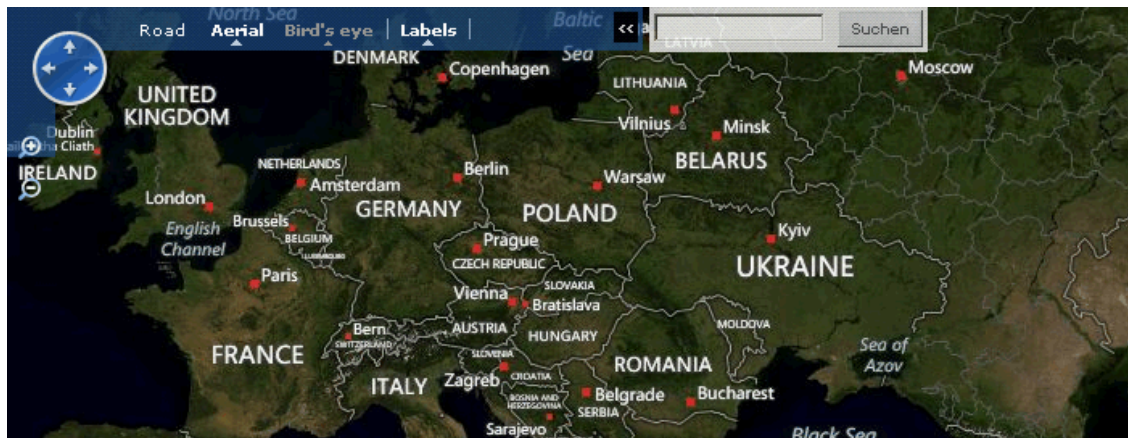 North Sea
Baltic
Sea
Road Aerial Bird's eye Labels
<<
Suchen
LATVIA
DENMARK
Copenhagen
Moscow
LITHUANIA
UNITED
KINGDOM
Vilnius
Minsk
Dublin
Cliath
BELARUS
NETHERLANDS
Berlin
IRELAND
Amsterdam
Warsaw
London
GERMANY
POLAND
Brussels
English
Channel
Kyiv
BELGIUM
Prague
LUXEMBOURG
CZECH REPUBLIC
UKRAINE
Paris
SLOVAKIA
Vienna
Bratislava
Bern
AUSTRIA
HUNGARY
MOLDOVA
SWITZERLAND
Sea of
Azov
FRANCE
SLOVENIA
ROMANIA
ITALY
Zagreb
CROATIA
Belgrade
Bucharest
BOSNIA AND
HERZEGOVINA
SERBIA
Sarajevo
Black Sea